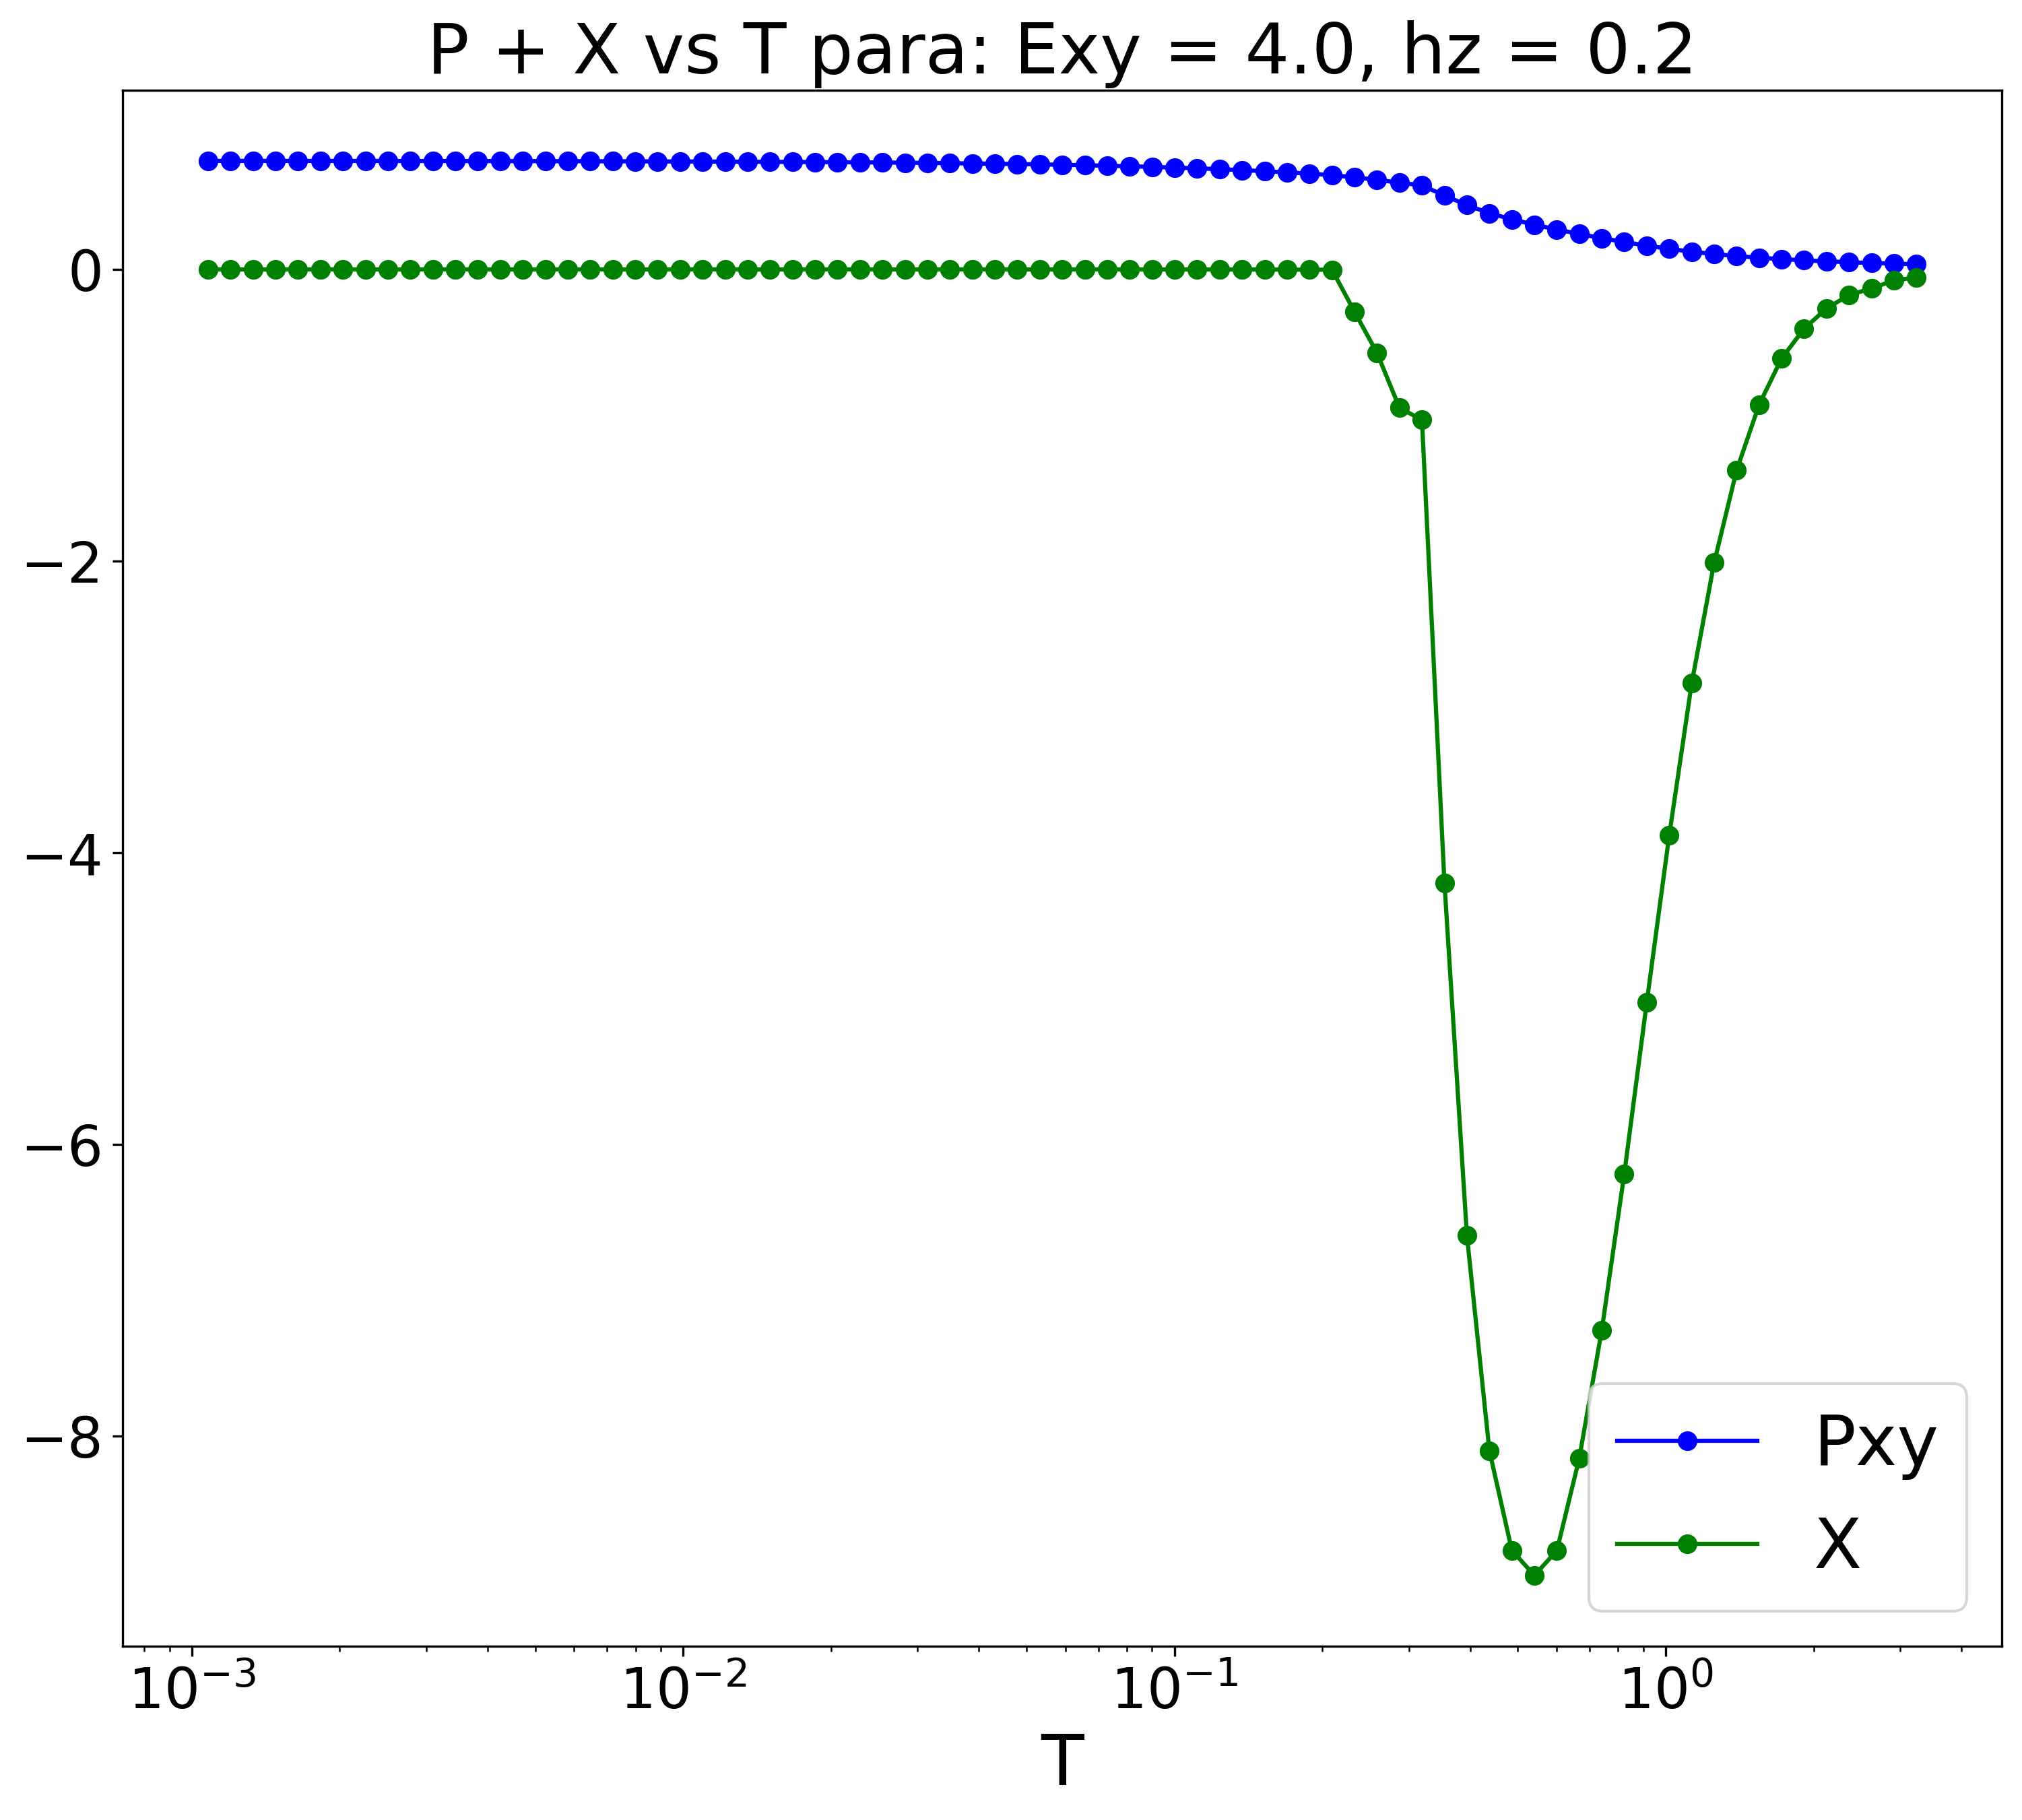 P + X vs T para: Exy = 4.0, hz = 0.2
0
−2
−4
−6
−8
Pxy
X
10⁻³ 10⁻² 10⁻¹ 10⁰
T